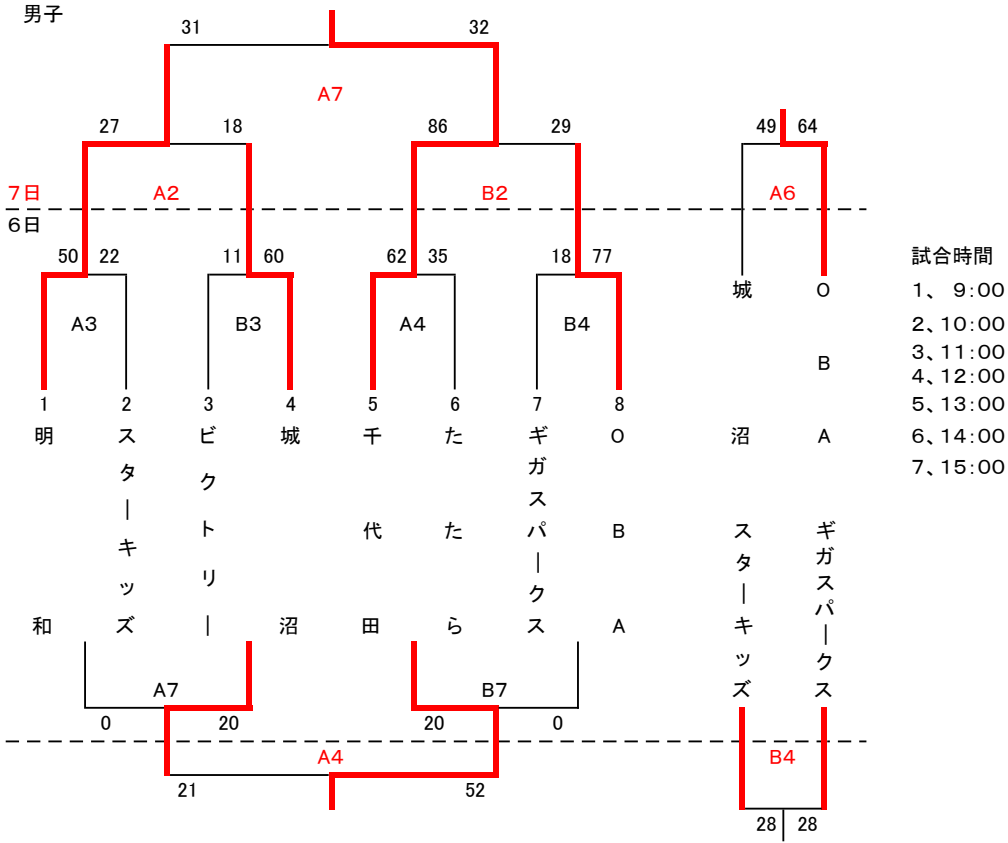 男子
31 32
A7
27 18 86 29 49 64
7日 A2 B2 A6
6日
50 22 11 60 62 35 18 77
A3 B3 A4 B4
1 2 3 4 5 6 7 8
明和
スターキッズ
ビクトリー
城沼
千代田
たたら
ギガスパークス
OBA
城沼
OBA
スターキッズ
ギガスパークス
試合時間
1、 9:00
2、10:00
3、11:00
4、12:00
5、13:00
6、14:00
7、15:00
A7 B7
0 20 20 0
A4 B4
21 52
28 28